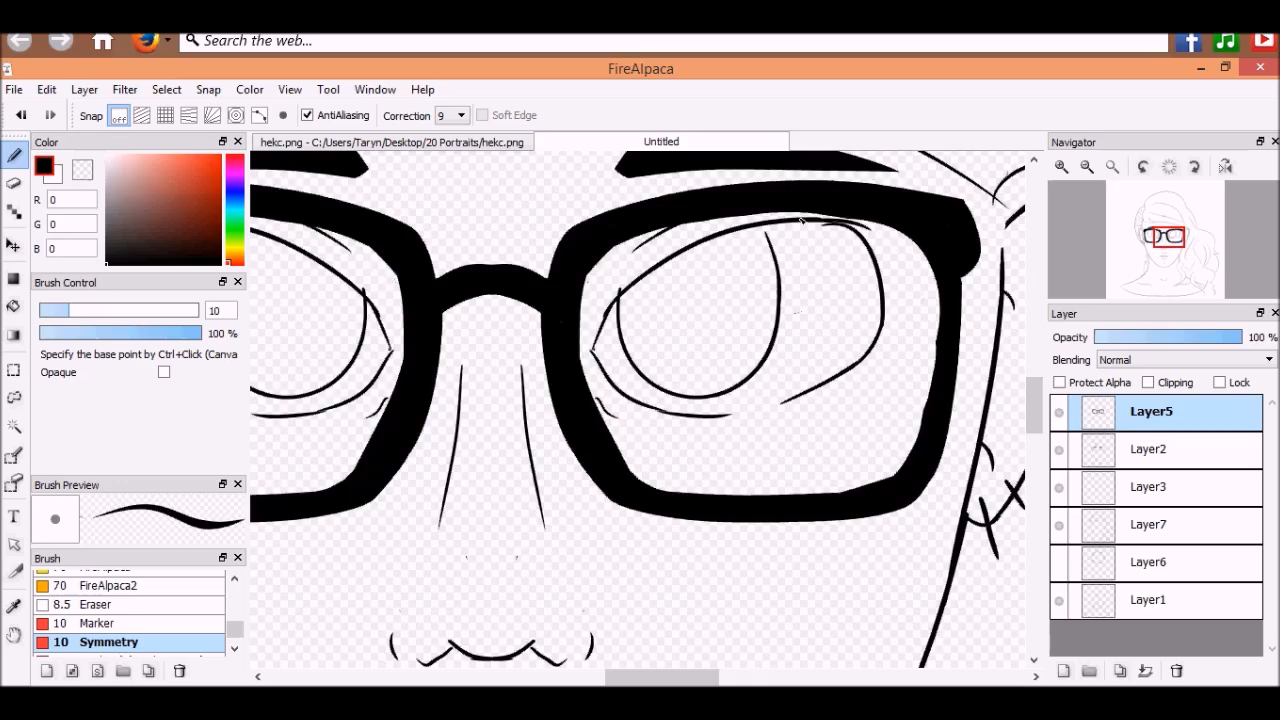 Search the web...
FireAlpaca
File Edit Layer Filter Select Snap Color View Tool Window Help
Snap off AntiAliasing Correction 9 Soft Edge
Color
hekc.png - C:/Users/Taryn/Desktop/20 Portraits/hekc.png
Untitled
Navigator
R 0
G 0
B 0
Brush Control
10
100 %
Specify the base point by Ctrl+Click (Canva
Opaque
Brush Preview
Brush
70 FireAlpaca2
8.5 Eraser
10 Marker
10 Symmetry
Layer
Opacity 100 %
Blending Normal
Protect Alpha Clipping Lock
Layer5
Layer2
Layer3
Layer7
Layer6
Layer1